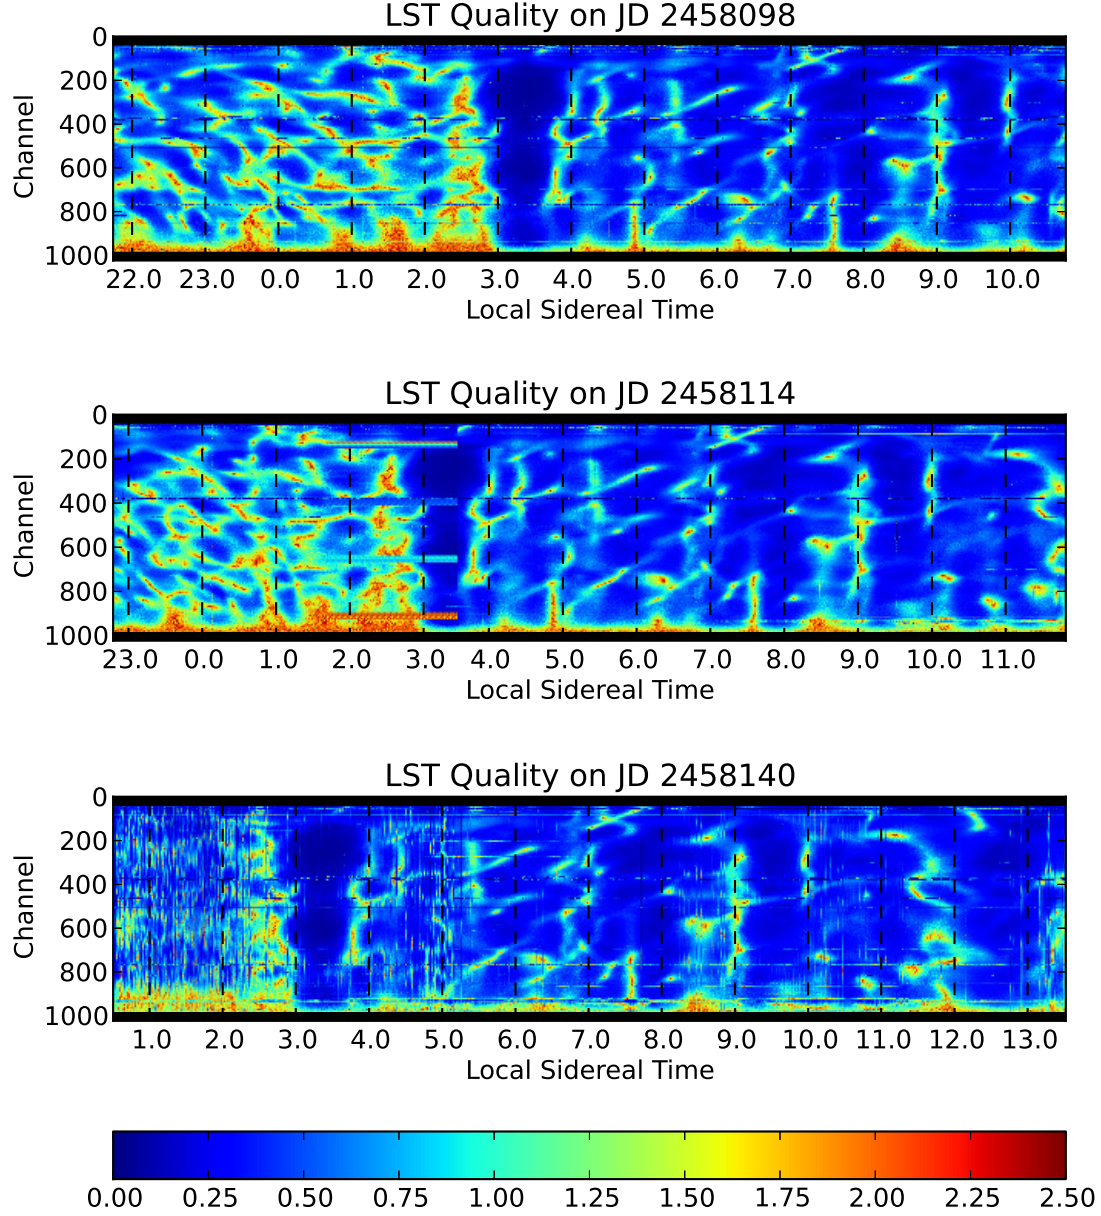 LST Quality on JD 2458098
0
200
400
600
800
1000
Channel
22.0 23.0 0.0 1.0 2.0 3.0 4.0 5.0 6.0 7.0 8.0 9.0 10.0
Local Sidereal Time
LST Quality on JD 2458114
0
200
400
600
800
1000
Channel
23.0 0.0 1.0 2.0 3.0 4.0 5.0 6.0 7.0 8.0 9.0 10.0 11.0
Local Sidereal Time
LST Quality on JD 2458140
0
200
400
600
800
1000
Channel
1.0 2.0 3.0 4.0 5.0 6.0 7.0 8.0 9.0 10.0 11.0 12.0 13.0
Local Sidereal Time
0.00 0.25 0.50 0.75 1.00 1.25 1.50 1.75 2.00 2.25 2.50